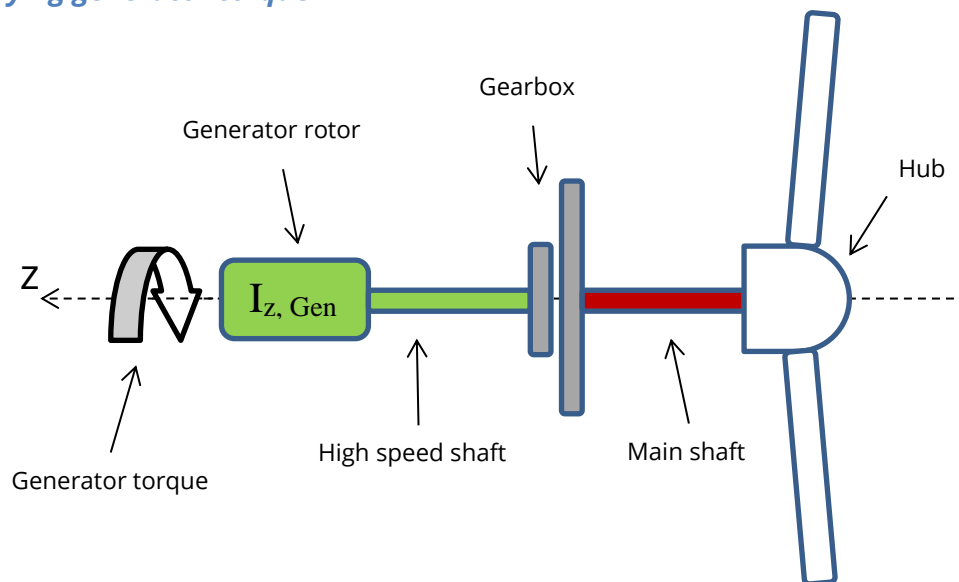 Gearbox
Generator rotor
Hub
Z
I_z, Gen
High speed shaft
Main shaft
Generator torque